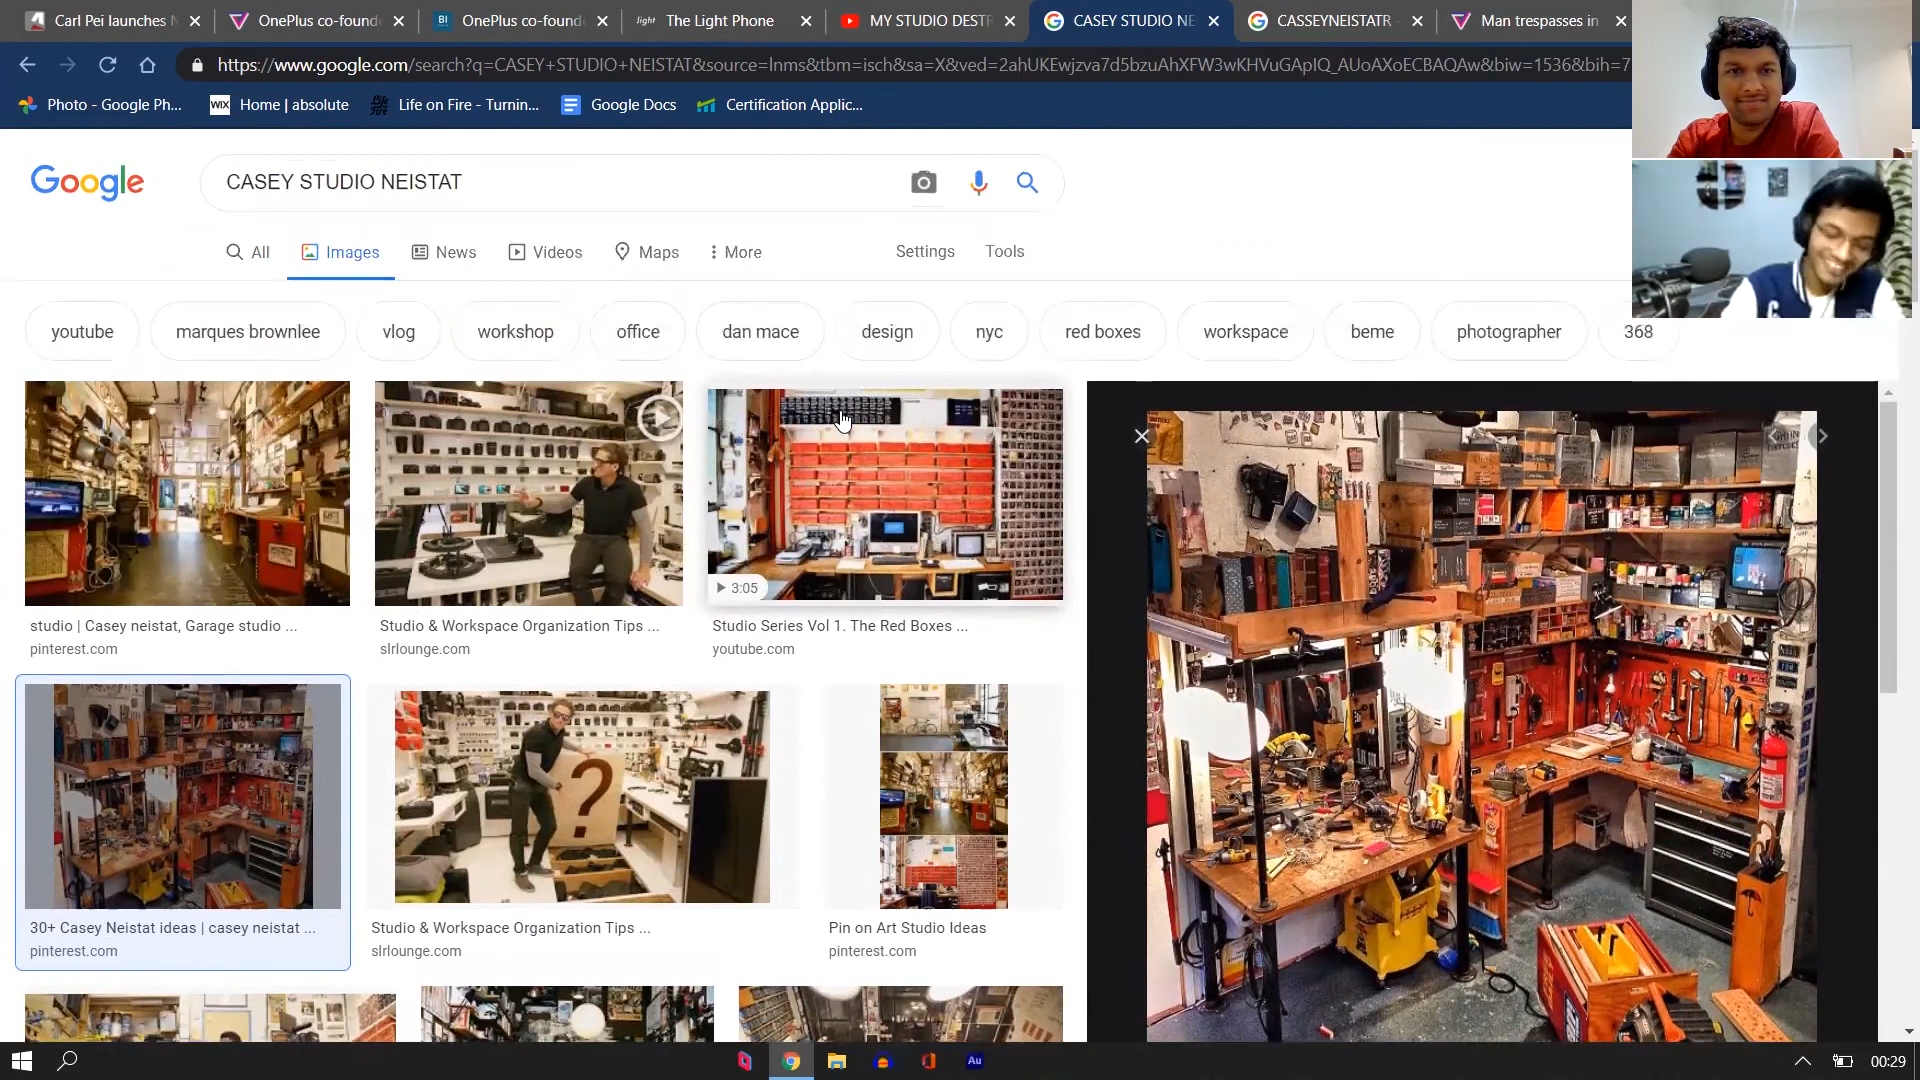 Carl Pei launches N
OnePlus co-found
OnePlus co-found
light The Light Phone
MY STUDIO DESTR
CASEY STUDIO NE
CASSEYNEISTATR -
Man trespasses in
https://www.google.com/search?q=CASEY+STUDIO+NEISTAT&source=lnms&tbm=isch&sa=X&ved=2ahUKEwjzva7d5bzuAhXFW3wKHVuGApIQ_AUoAXoECBAQAw&biw=1536&bih=7
Photo - Google Ph...
WIX Home | absolute
Life on Fire - Turnin...
Google Docs
Certification Applic...
Google
CASEY STUDIO NEISTAT
All
Images
News
Videos
Maps
More
Settings
Tools
youtube
marques brownlee
vlog
workshop
office
dan mace
design
nyc
red boxes
workspace
beme
photographer
368
3:05
studio | Casey neistat, Garage studio ...
pinterest.com
Studio & Workspace Organization Tips ...
slrlounge.com
Studio Series Vol 1. The Red Boxes ...
youtube.com
?
30+ Casey Neistat ideas | casey neistat ...
pinterest.com
Studio & Workspace Organization Tips ...
slrlounge.com
Pin on Art Studio Ideas
pinterest.com
Au
00:29